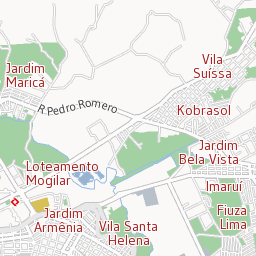 Vila
Suíssa
Jardim
Maricá
R Pedro Romero
Kobrasol
Jardim
Bela Vista
Loteamento
Mogilar
Imaruí
Fiuza
Lima
Jardim
Armênia
Vila Santa
Helena